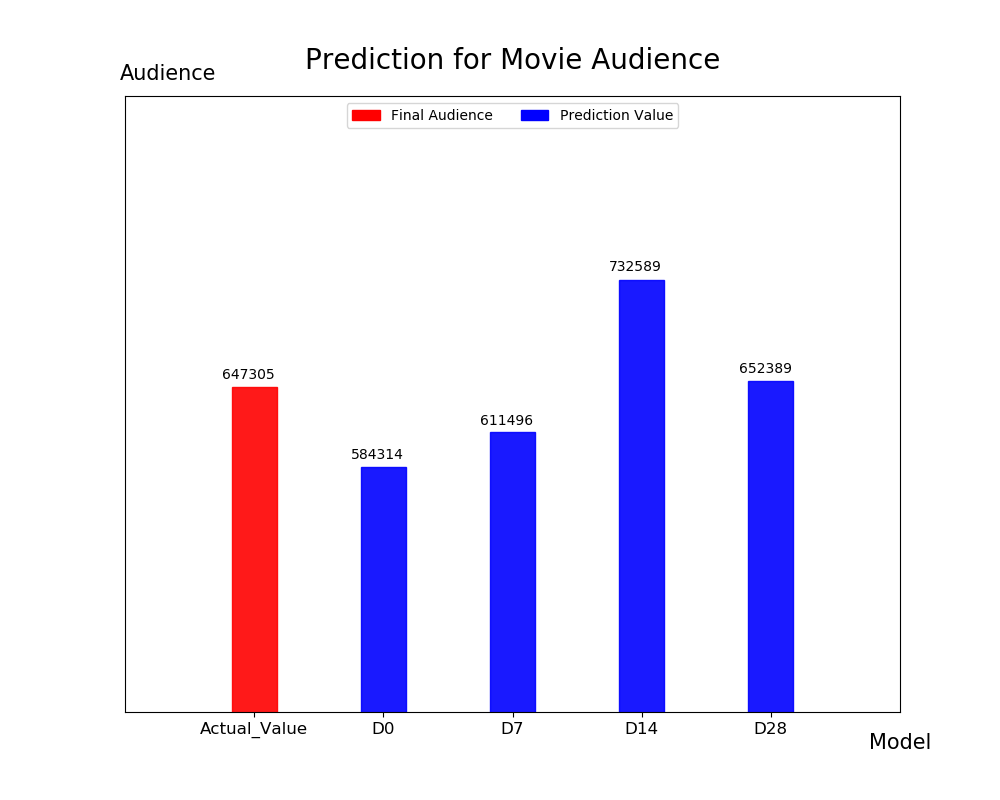 Prediction for Movie Audience
Audience
Final Audience Prediction Value
732589
652389
647305
611496
584314
Actual_Value D0 D7 D14 D28
Model